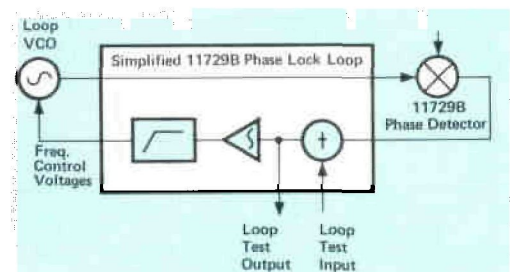 Loop
VCO
Simplified 11729B Phase Lock Loop
11729B
Phase Detector
Freq.
Control
Voltages
Loop
Test
Output
Loop
Test
Input